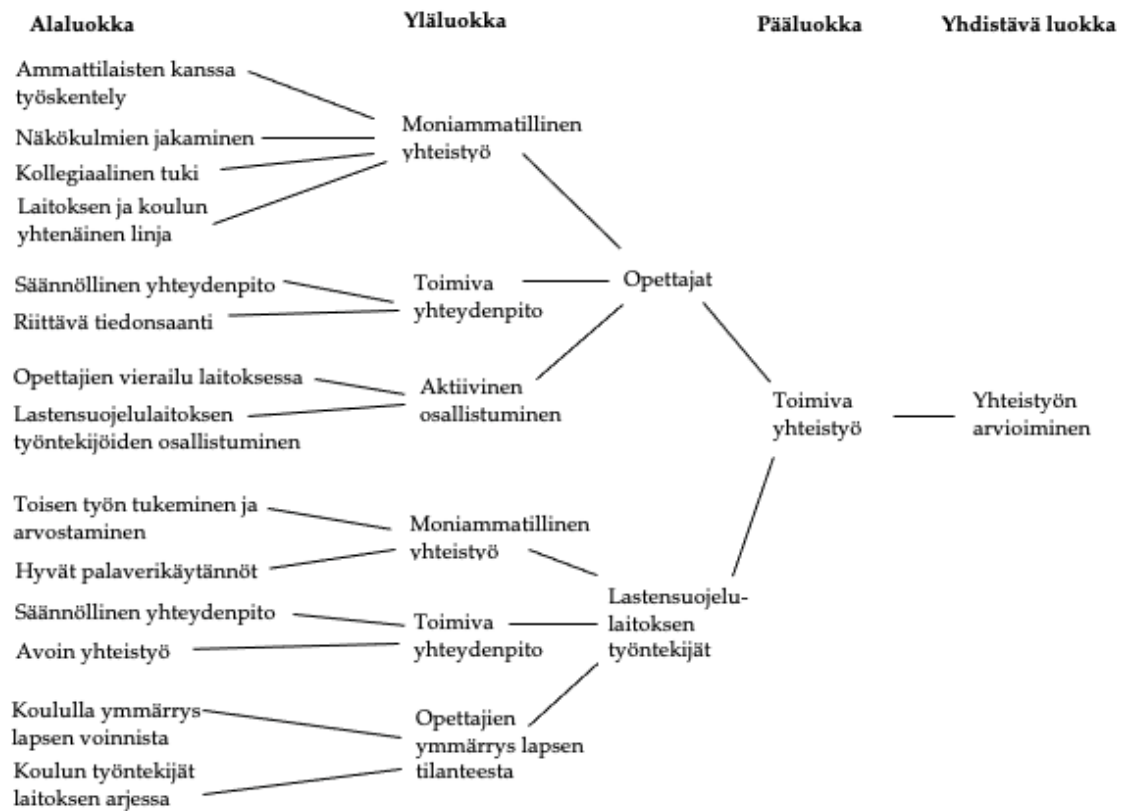 Alaluokka
Yläluokka
Pääluokka
Yhdistävä luokka
Ammattilaisten kanssa
työskentely
Näkökulmien jakaminen
Kollegiaalinen tuki
Laitoksen ja koulun
yhtenäinen linja
Moniammatillinen
yhteistyö
Säännöllinen yhteydenpito
Riittävä tiedonsaanti
Toimiva
yhteydenpito
Opettajat
Opettajien vierailu laitoksessa
Lastensuojelulaitoksen
työntekijöiden osallistuminen
Aktiivinen
osallistuminen
Toimiva
yhteistyö
Yhteistyön
arvioiminen
Toisen työn tukeminen ja
arvostaminen
Hyvät palaverikäytännöt
Moniammatillinen
yhteistyö
Säännöllinen yhteydenpito
Avoin yhteistyö
Toimiva
yhteydenpito
Lastensuojelu-
laitoksen
työntekijät
Koululla ymmärrys
lapsen voinnista
Koulun työntekijät
laitoksen arjessa
Opettajien
ymmärrys lapsen
tilanteesta